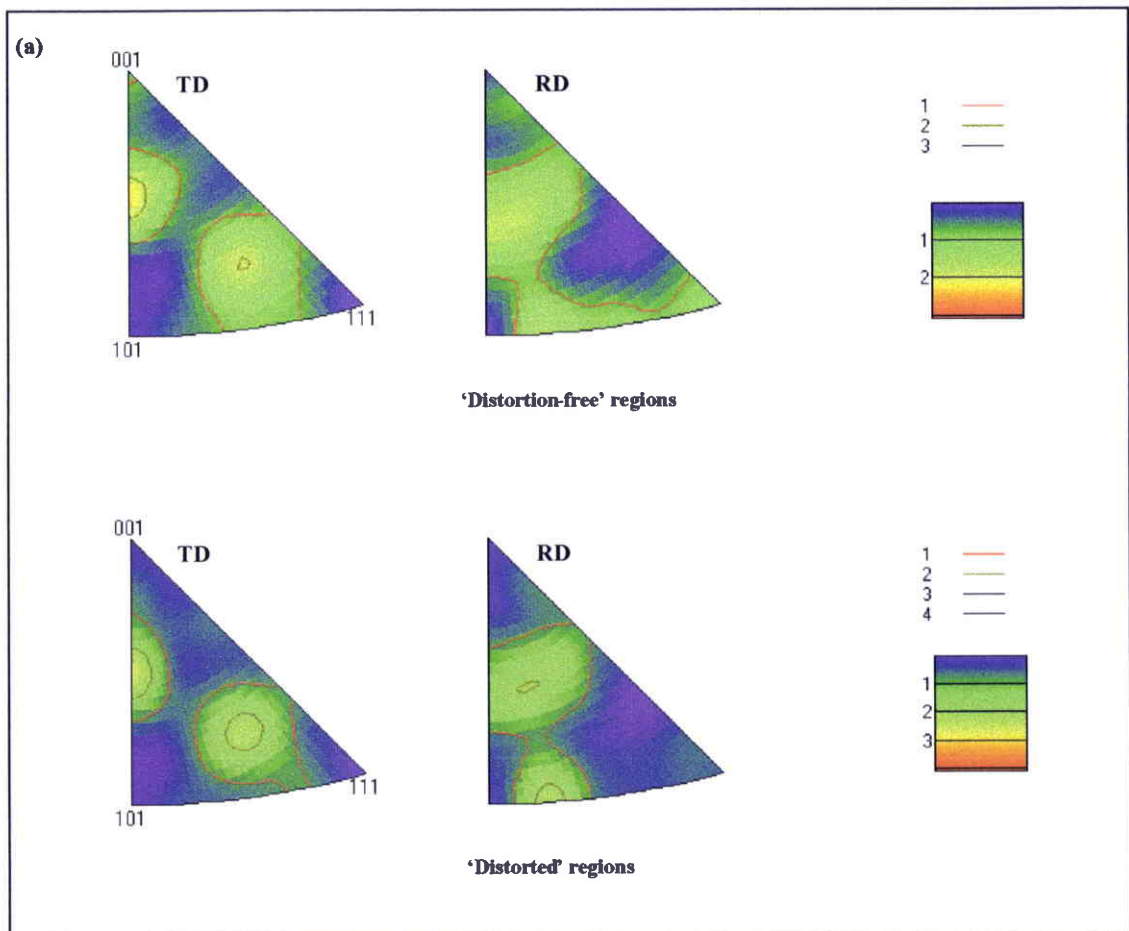 (a)
001
TD
RD
1
2
3
1
2
101
111
'Distortion-free' regions
001
TD
RD
1
2
3
4
1
2
3
101
111
'Distorted' regions